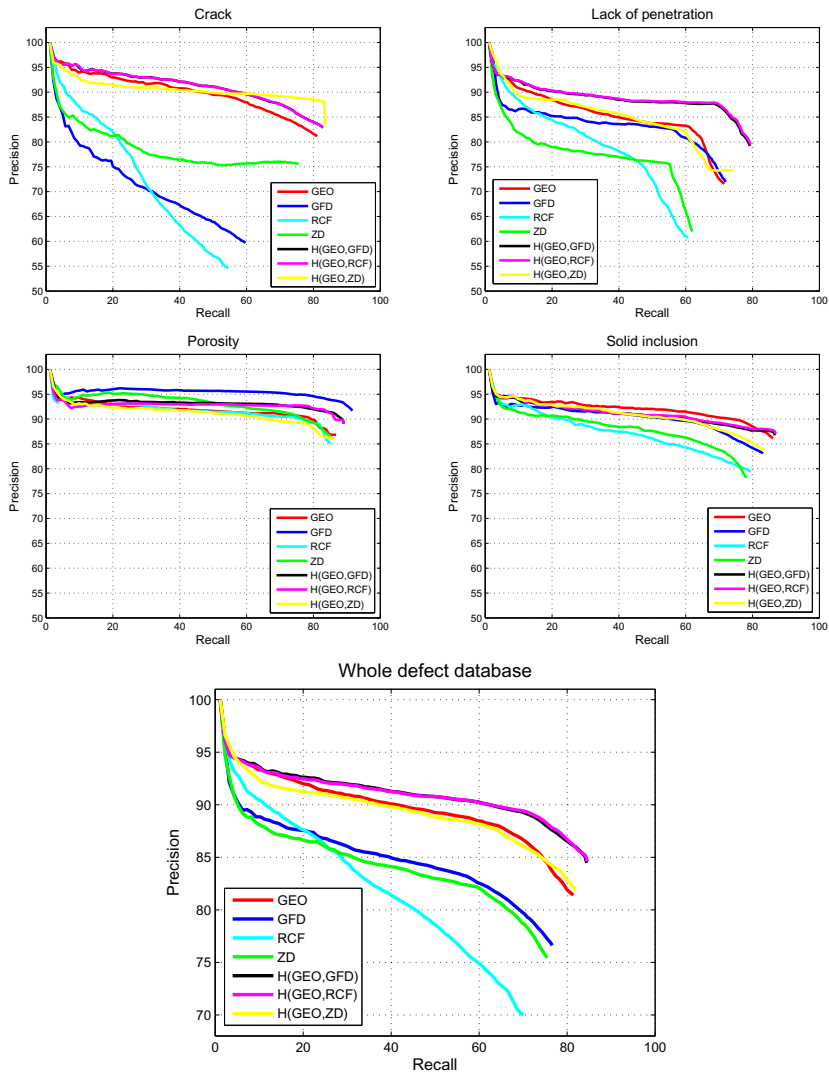 Crack
100
95
90
85
80
75
70
65
60
55
50
Precision
0 20 40 60 80 100
Recall
GEO
GFD
RCF
ZD
H(GEO,GFD)
H(GEO,RCF)
H(GEO,ZD)
Lack of penetration
100
95
90
85
80
75
70
65
60
55
50
Precision
0 20 40 60 80 100
Recall
GEO
GFD
RCF
ZD
H(GEO,GFD)
H(GEO,RCF)
H(GEO,ZD)
Porosity
100
95
90
85
80
75
70
65
60
55
50
Precision
0 20 40 60 80 100
Recall
GEO
GFD
RCF
ZD
H(GEO,GFD)
H(GEO,RCF)
H(GEO,ZD)
Solid inclusion
100
95
90
85
80
75
70
65
60
55
50
Precision
0 20 40 60 80 100
Recall
GEO
GFD
RCF
ZD
H(GEO,GFD)
H(GEO,RCF)
H(GEO,ZD)
Whole defect database
100
95
90
85
80
75
70
Precision
0 20 40 60 80 100
Recall
GEO
GFD
RCF
ZD
H(GEO,GFD)
H(GEO,RCF)
H(GEO,ZD)